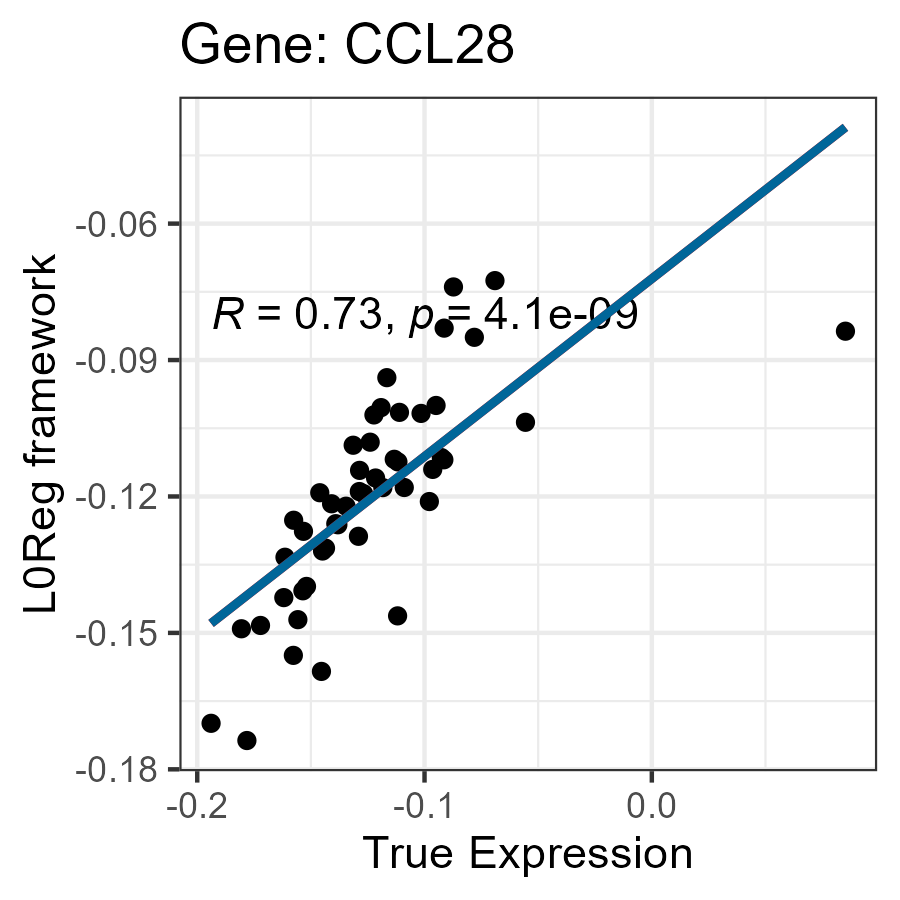 Gene: CCL28
R = 0.73, p = 4.1e-09
L0Reg framework
-0.06
-0.09
-0.12
-0.15
-0.18
-0.2
-0.1
0.0
True Expression